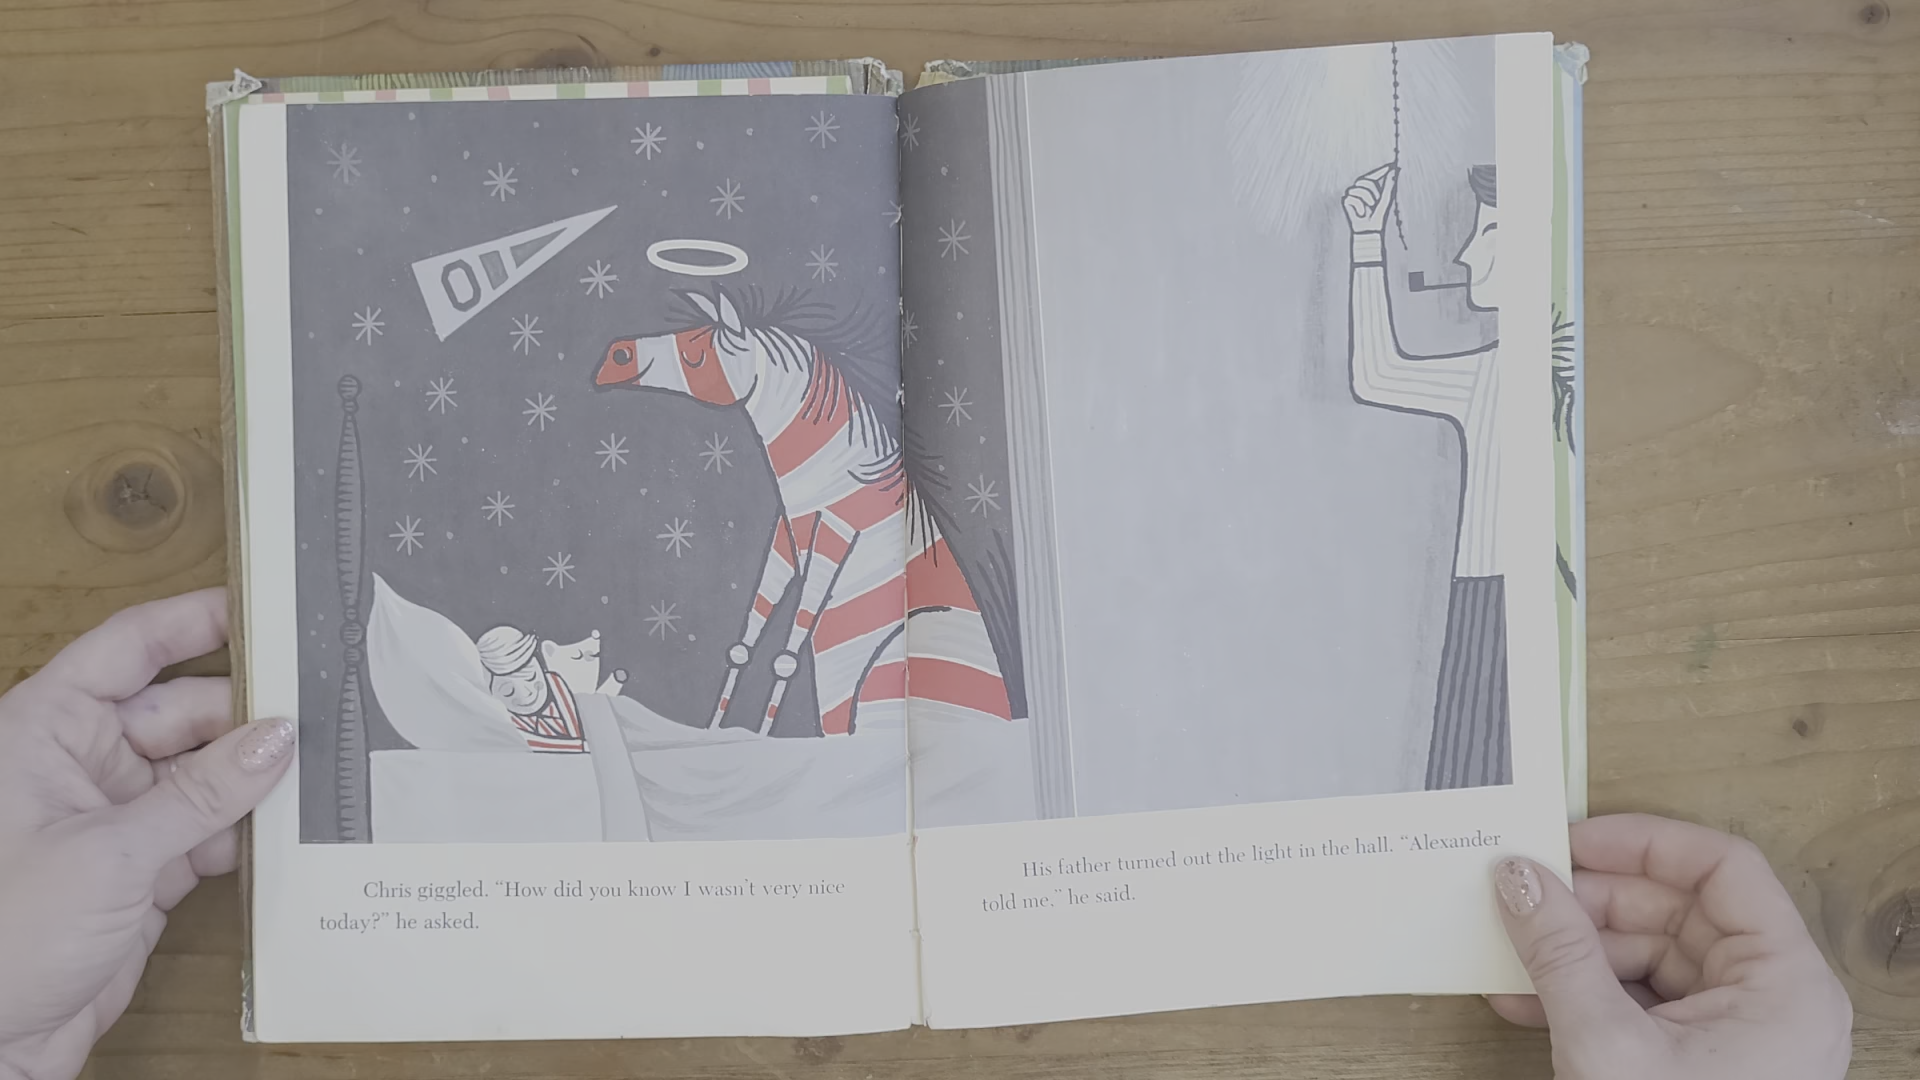 Chris giggled. “How did you know I wasn’t very nice
today?” he asked.
His father turned out the light in the hall. “Alexander
told me,” he said.